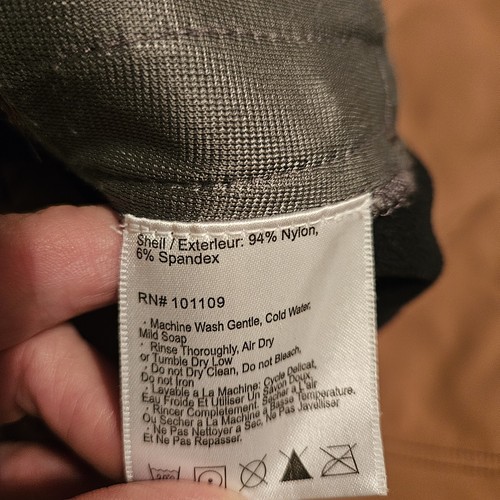 Shell / Exterieur: 94% Nylon,
6% Spandex
RN# 101109
· Machine Wash Gentle, Cold Water,
Mild Soap
· Rinse Thoroughly, Air Dry
or Tumble Dry Low
· Do not Dry Clean, Do not Bleach,
Do not Iron
· Lavable a La Machine: Cycle Delicat,
Eau Froide Et Utiliser Un Savon Doux.
· Rincer Completement. Sécher a L'air
Ou Secher a La Machine a Basse Temperature.
· Ne Pas Nettoyer a Sec, Ne Pas Javelliser
Et Ne Pas Repasser.